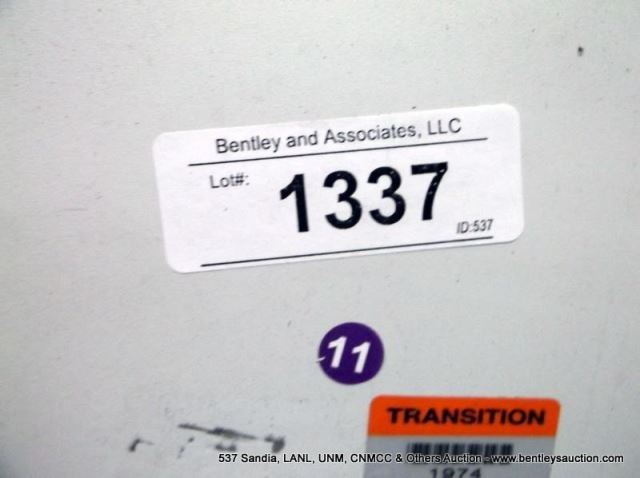 Bentley and Associates, LLC
Lot#:
1337
ID:537
11
TRANSITION
1974
537 Sandia, LANL, UNM, CNMCC & Others Auction - www.bentleysauction.com